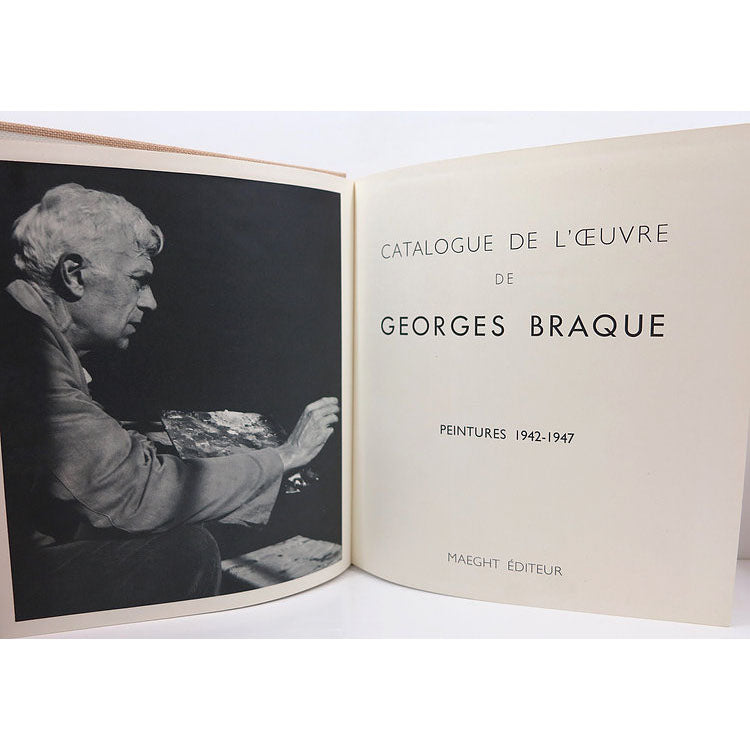 CATALOGUE DE L'ŒUVRE
DE
GEORGES BRAQUE
PEINTURES 1942-1947
MAEGHT ÉDITEUR